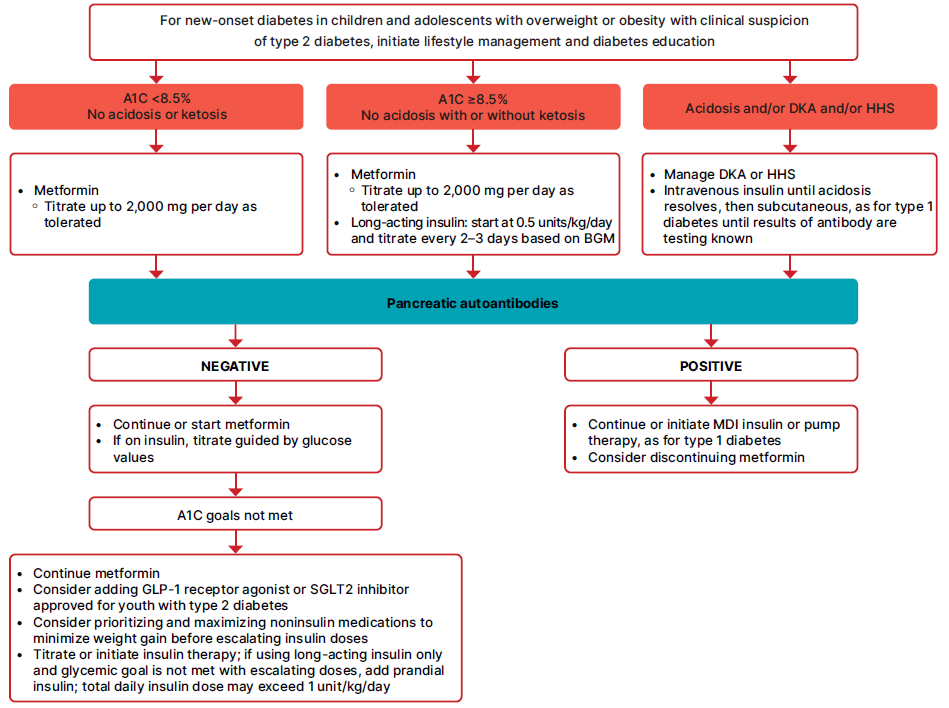 For new-onset diabetes in children and adolescents with overweight or obesity with clinical suspicion
of type 2 diabetes, initiate lifestyle management and diabetes education
A1C <8.5%
No acidosis or ketosis
A1C ≥8.5%
No acidosis with or without ketosis
Acidosis and/or DKA and/or HHS
• Metformin
◦ Titrate up to 2,000 mg per day as
tolerated
• Metformin
◦ Titrate up to 2,000 mg per day as
tolerated
• Long-acting insulin: start at 0.5 units/kg/day
and titrate every 2–3 days based on BGM
• Manage DKA or HHS
• Intravenous insulin until acidosis
resolves, then subcutaneous, as for type 1
diabetes until results of antibody are
testing known
Pancreatic autoantibodies
NEGATIVE
POSITIVE
• Continue or start metformin
• If on insulin, titrate guided by glucose
values
• Continue or initiate MDI insulin or pump
therapy, as for type 1 diabetes
• Consider discontinuing metformin
A1C goals not met
• Continue metformin
• Consider adding GLP-1 receptor agonist or SGLT2 inhibitor
approved for youth with type 2 diabetes
• Consider prioritizing and maximizing noninsulin medications to
minimize weight gain before escalating insulin doses
• Titrate or initiate insulin therapy; if using long-acting insulin only
and glycemic goal is not met with escalating doses, add prandial
insulin; total daily insulin dose may exceed 1 unit/kg/day